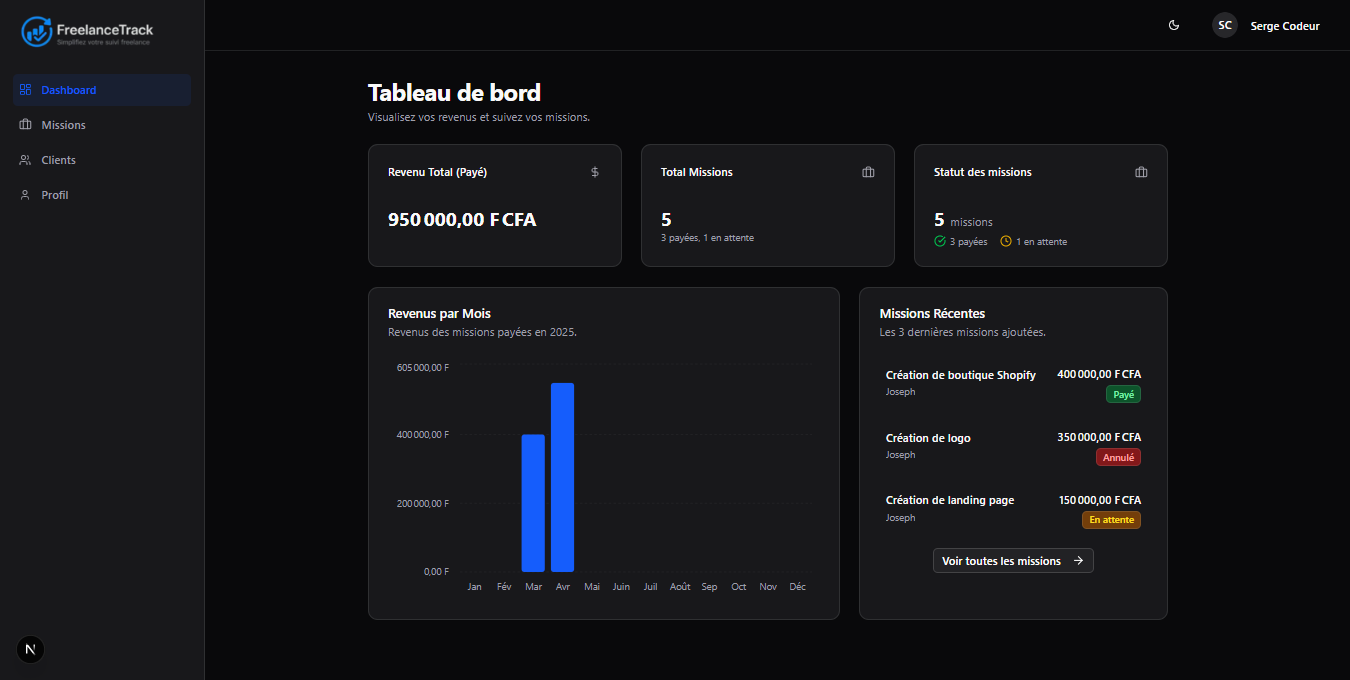 FreelanceTrack
Simplifiez votre suivi freelance
SC Serge Codeur
Dashboard
Missions
Clients
Profil
Tableau de bord
Visualisez vos revenus et suivez vos missions.
Revenu Total (Payé)
950 000,00 F CFA
Total Missions
5
3 payées, 1 en attente
Statut des missions
5 missions
3 payées 1 en attente
Revenus par Mois
Revenus des missions payées en 2025.
605 000,00 F
400 000,00 F
200 000,00 F
0,00 F
Jan Fév Mar Avr Mai Juin Juil Août Sep Oct Nov Déc
Missions Récentes
Les 3 dernières missions ajoutées.
Création de boutique Shopify 400 000,00 F CFA
Joseph Payé
Création de logo 350 000,00 F CFA
Joseph Annulé
Création de landing page 150 000,00 F CFA
Joseph En attente
Voir toutes les missions
N